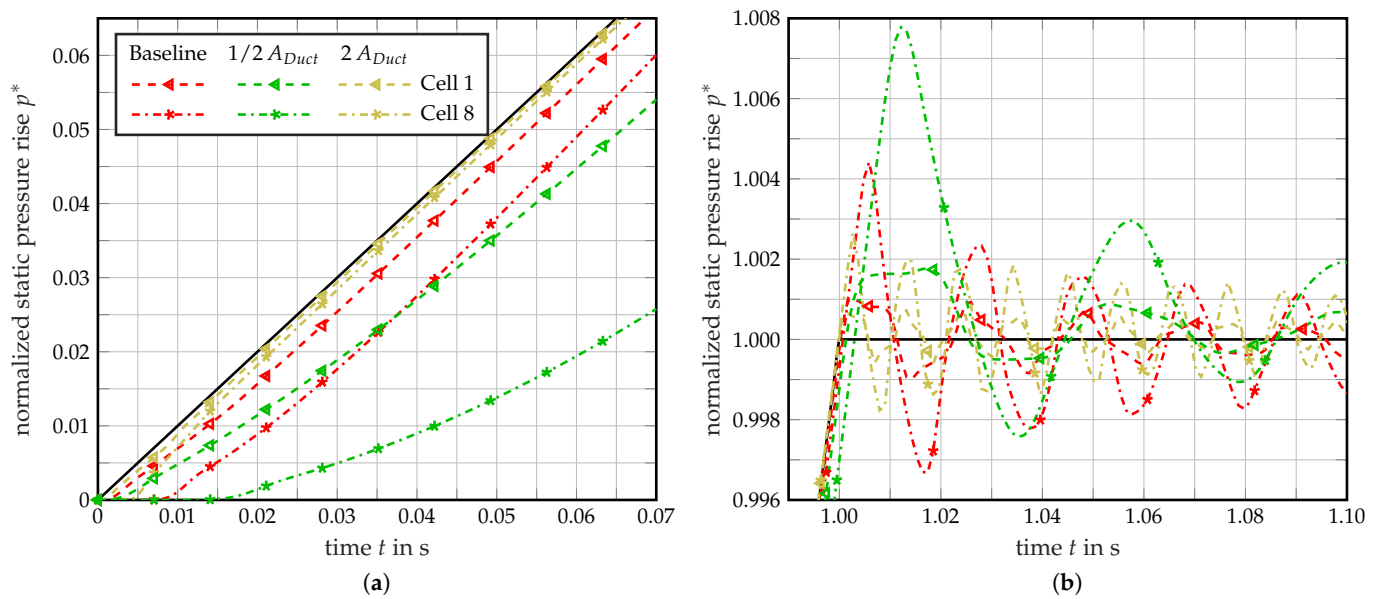 Baseline 1/2 A_Duct 2 A_Duct
Cell 1
Cell 8
normalized static pressure rise p*
0.06
0.05
0.04
0.03
0.02
0.01
0
0 0.01 0.02 0.03 0.04 0.05 0.06 0.07
time t in s
(a)
normalized static pressure rise p*
1.008
1.006
1.004
1.002
1.000
0.998
0.996
1.00 1.02 1.04 1.06 1.08 1.10
time t in s
(b)